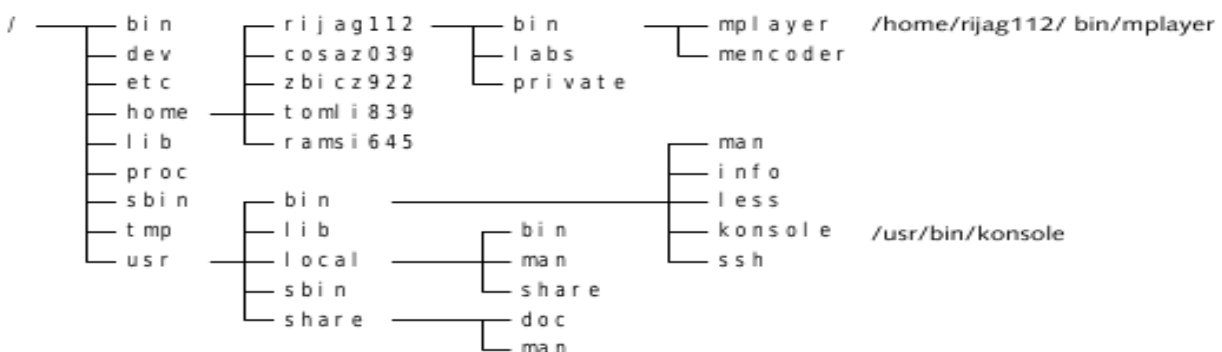 / bin rijag112 bin mplayer /home/rijag112/ bin/mplayer
dev cosaz039 labs mencoder
etc zbicz922 private
home tomli839
lib ramsi645 man
proc info
sbin bin less
tmp lib bin konsole /usr/bin/konsole
usr local man ssh
sbin share
share doc
man